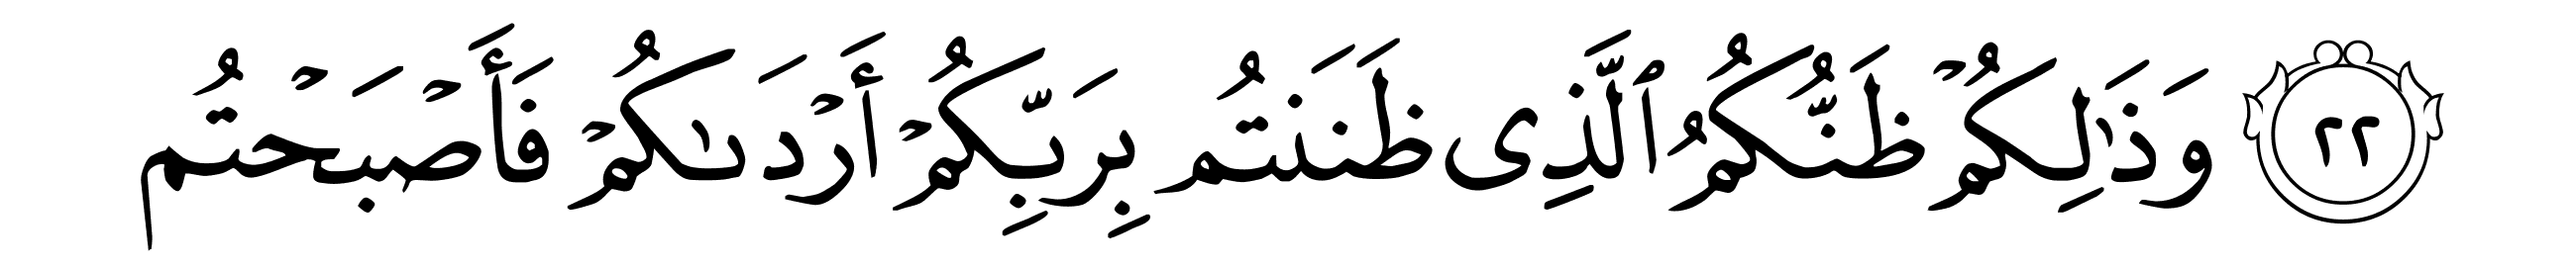 ٢٢ وَذَٰلِكُمْ ظَنُّكُمُ ٱلَّذِى ظَنَنتُم بِرَبِّكُمْ أَرْدَىٰكُمْ فَأَصْبَحْتُم